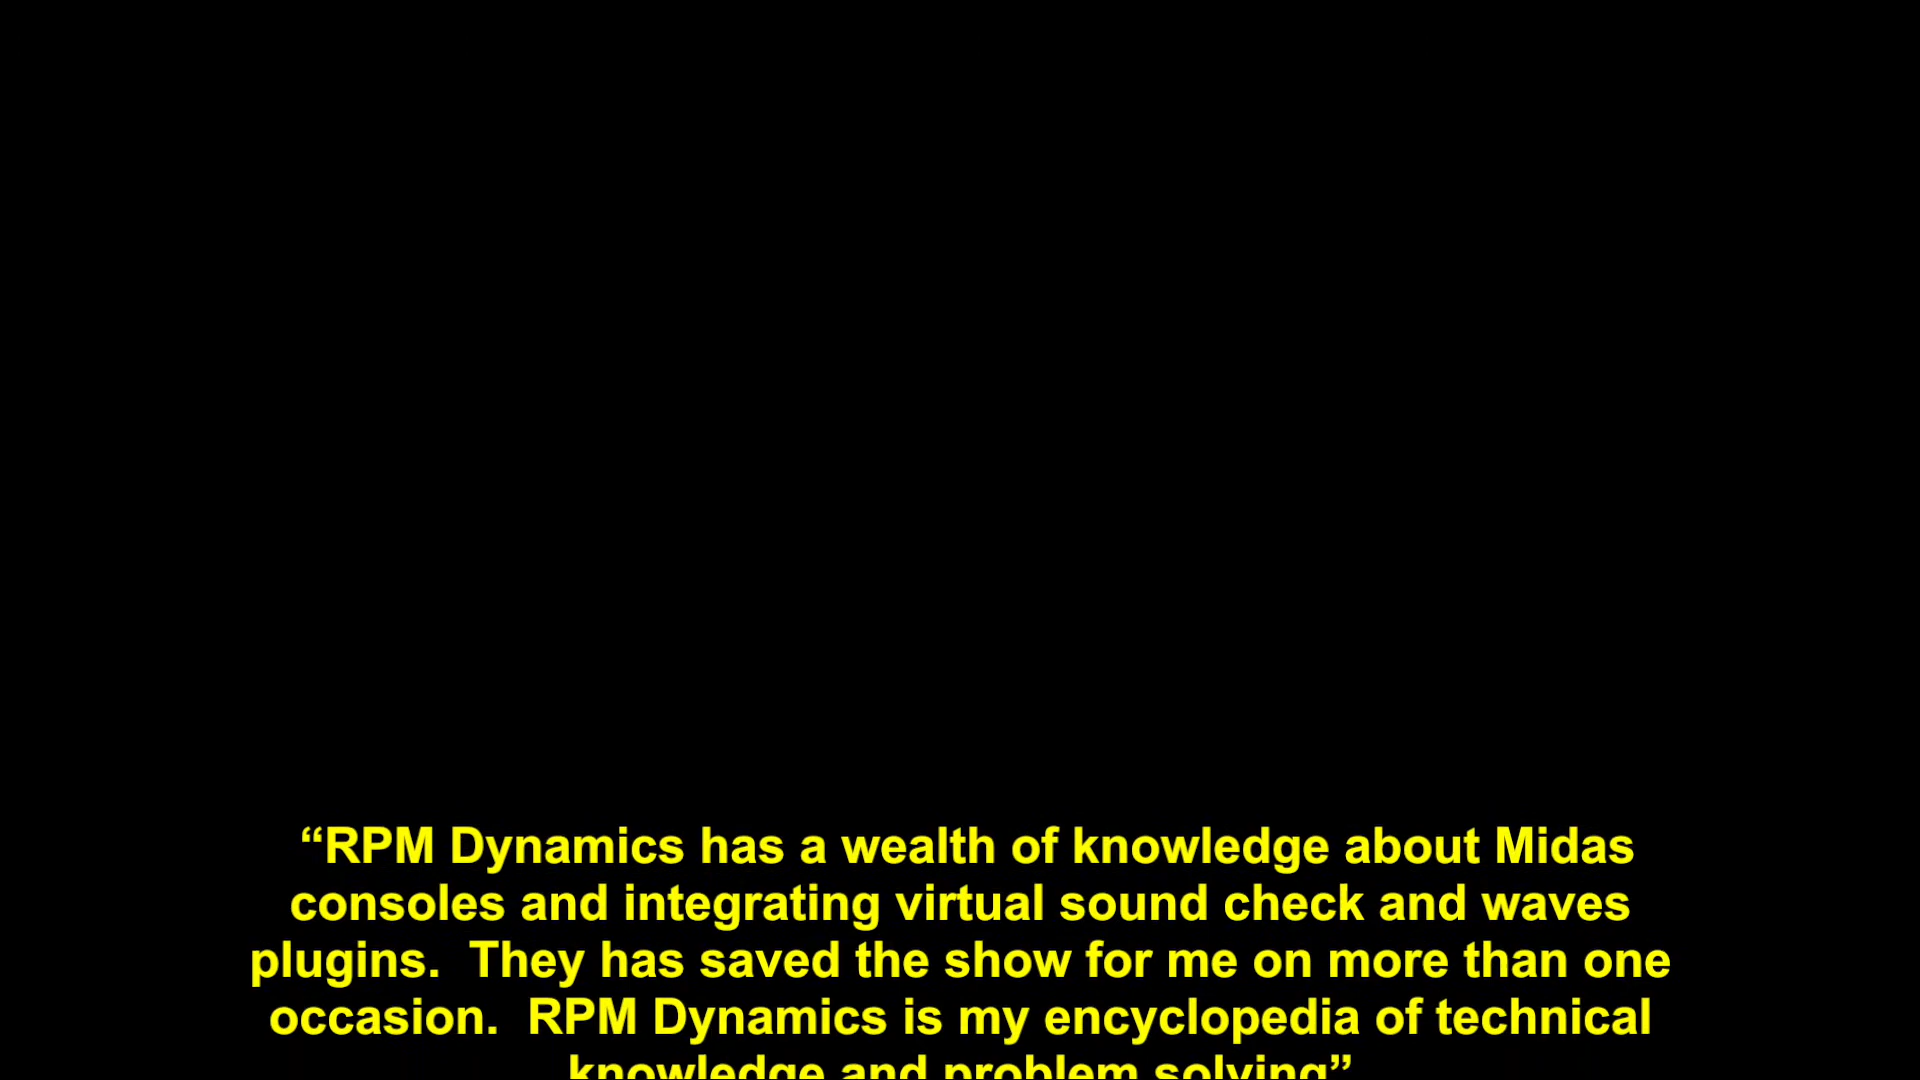 “RPM Dynamics has a wealth of knowledge about Midas
consoles and integrating virtual sound check and waves
plugins.  They has saved the show for me on more than one
occasion.  RPM Dynamics is my encyclopedia of technical
knowledge and problem solving”